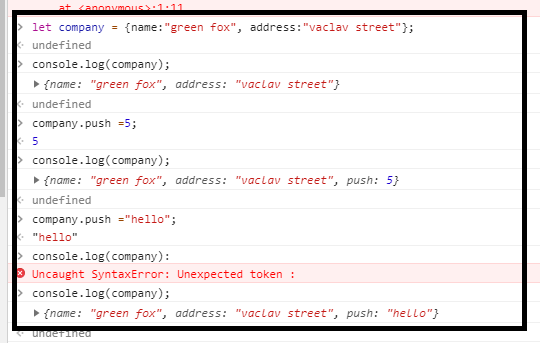 at <anonymous>:1:11
> let company = {name:"green fox", address:"vaclav street"};
< undefined
> console.log(company);
▶{name: "green fox", address: "vaclav street"}
< undefined
> company.push =5;
< 5
> console.log(company);
▶{name: "green fox", address: "vaclav street", push: 5}
< undefined
> company.push ="hello";
< "hello"
> console.log(company):
Uncaught SyntaxError: Unexpected token :
> console.log(company);
▶{name: "green fox", address: "vaclav street", push: "hello"}
< undefined